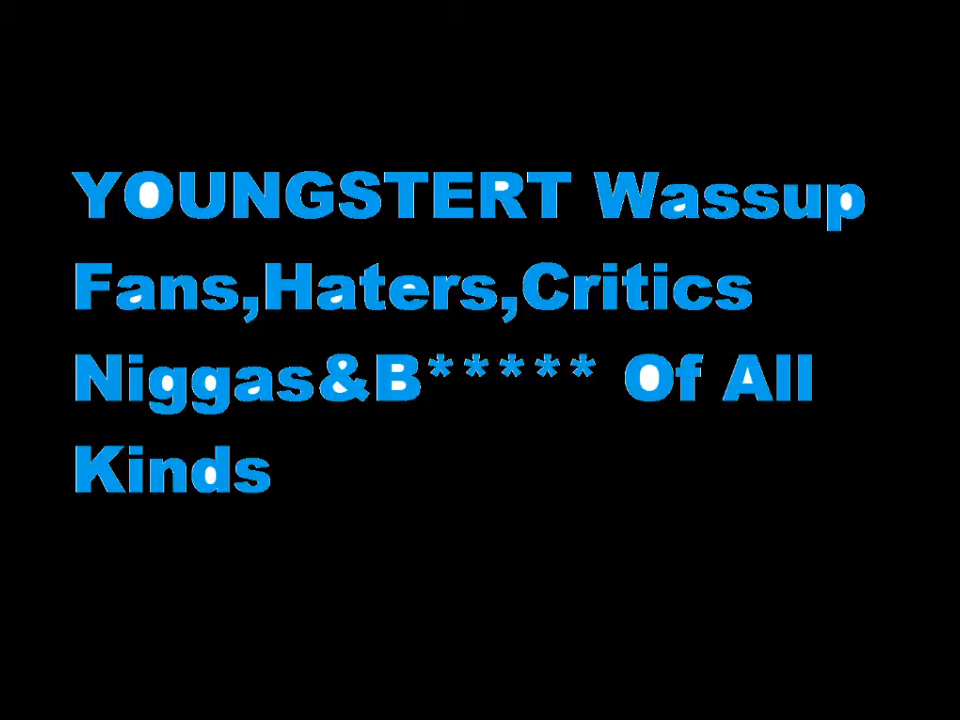 YOUNGSTERT Wassup
Fans,Haters,Critics
Niggas&B***** Of All
Kinds